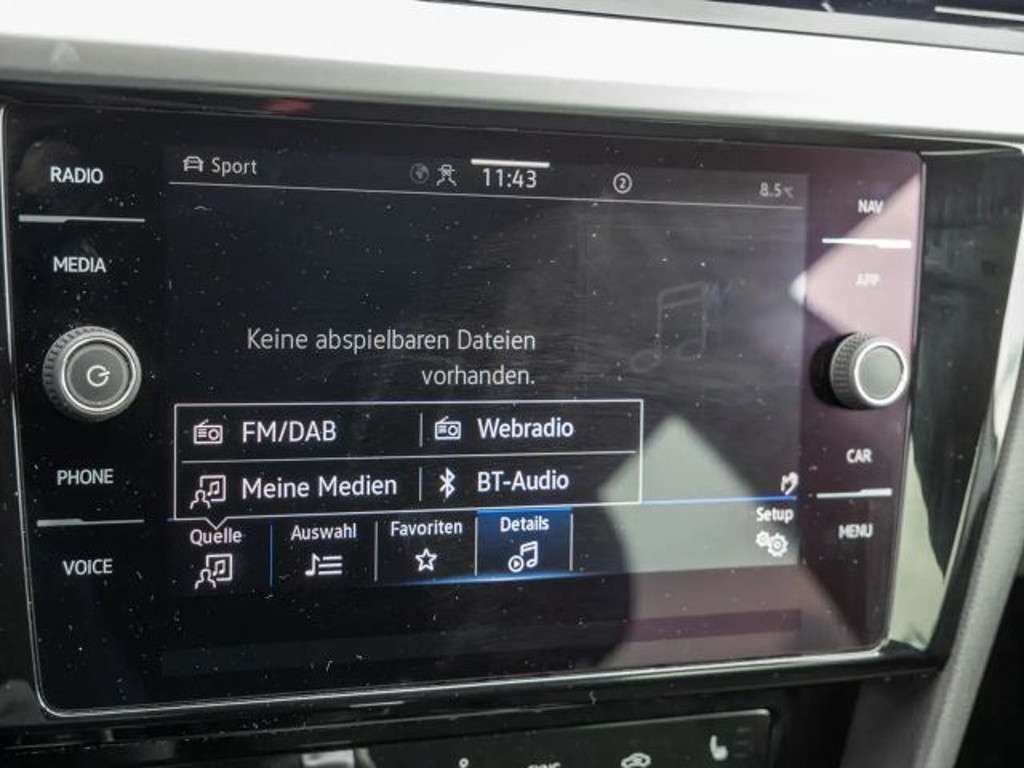 RADIO
MEDIA
PHONE
VOICE
Sport
11:43
2
8.5°C
Keine abspielbaren Dateien
vorhanden.
FM/DAB
Webradio
Meine Medien
BT-Audio
Quelle
Auswahl
Favoriten
Details
Setup
NAV
APP
CAR
MENU